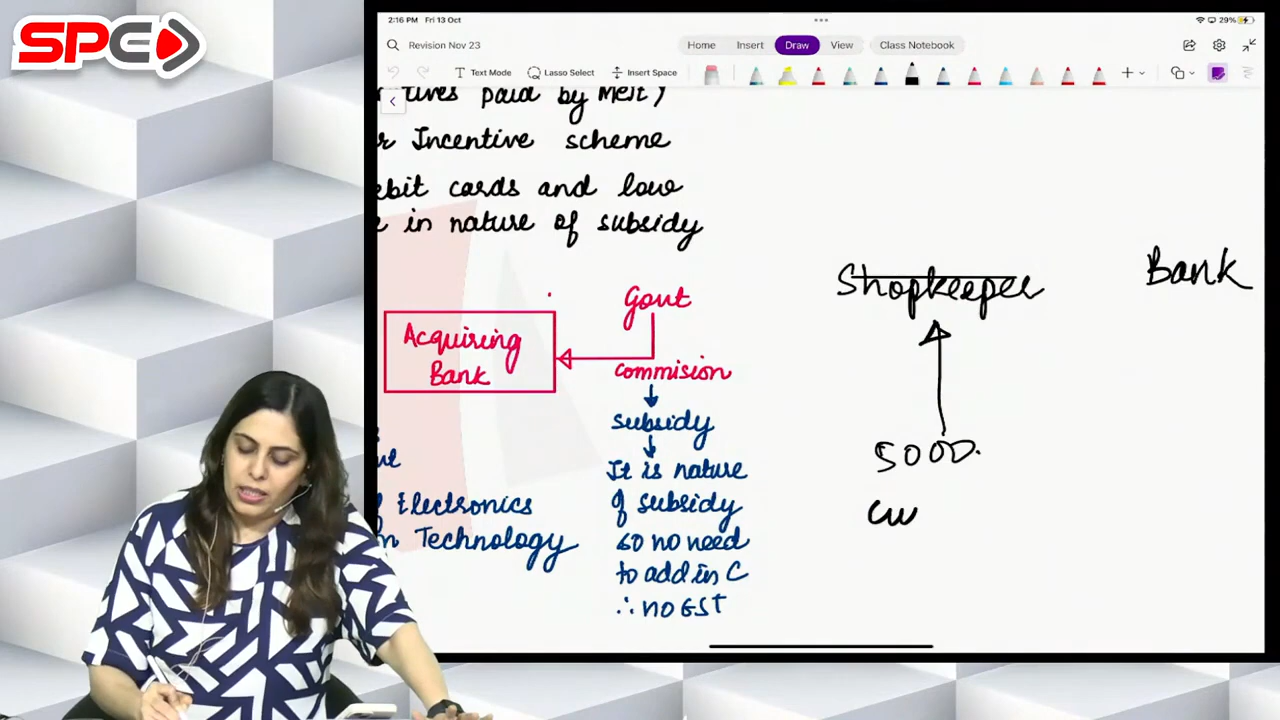 SPC
2:16 PM Fri 13 Oct
29%
Revision Nov 23
Home Insert Draw View Class Notebook
Text Mode Lasso Select Insert Space
paid by Meit)
Incentive scheme
cards and low
in nature of subsidy
Shopkeeper
Bank
Govt
Acquiring
Bank
Commision
Subsidy
It is nature
of subsidy
so no need
to add in C
∴ NO GST
Electronics
Technology
5000.
CW